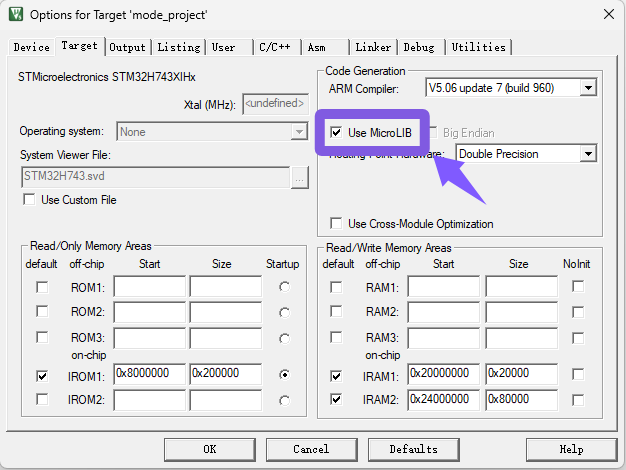 Options for Target 'mode_project'
Device Target Output Listing User C/C++ Asm Linker Debug Utilities
STMicroelectronics STM32H743XIHx
Xtal (MHz): <undefined>
Operating system: None
System Viewer File:
STM32H743.svd ...
Use Custom File
Code Generation
ARM Compiler: V5.06 update 7 (build 960)
Use MicroLIB Big Endian
Floating Point Hardware: Double Precision
Use Cross-Module Optimization
Read/Only Memory Areas
default off-chip Start Size Startup
ROM1:
ROM2:
ROM3:
on-chip
IROM1: 0x8000000 0x200000
IROM2:
Read/Write Memory Areas
default off-chip Start Size NoInit
RAM1:
RAM2:
RAM3:
on-chip
IRAM1: 0x20000000 0x20000
IRAM2: 0x24000000 0x80000
OK Cancel Defaults Help